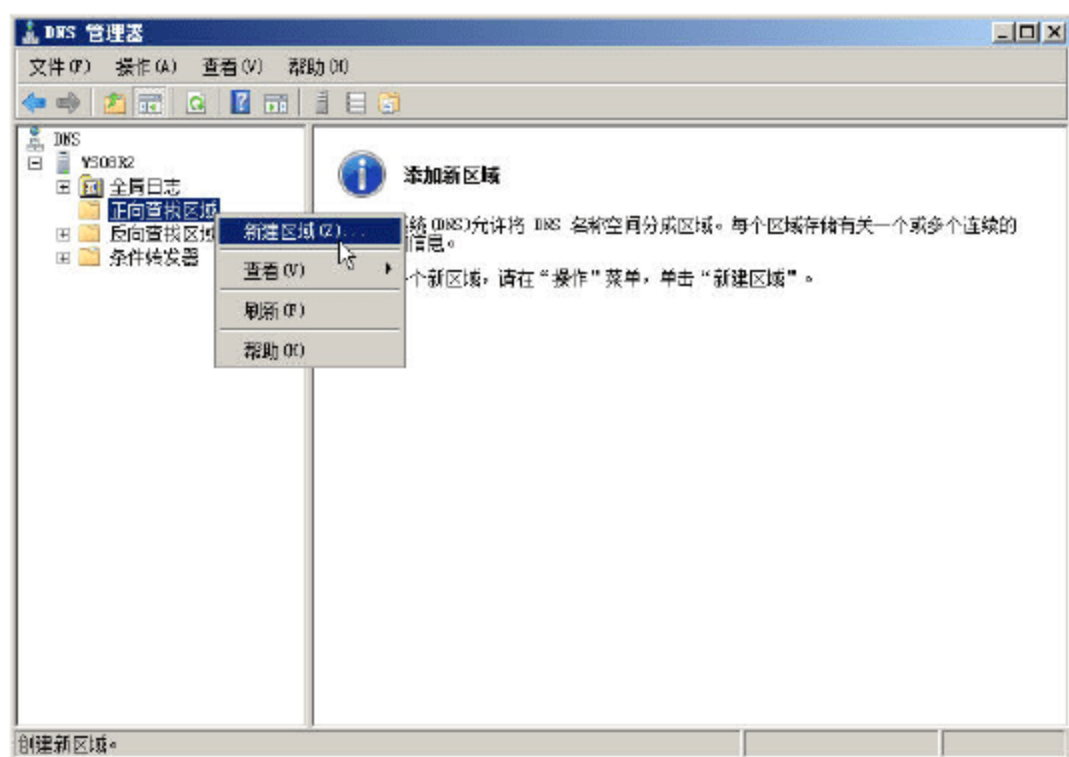 DNS 管理器
文件(F) 操作(A) 查看(V) 帮助(H)
DNS
全局日志
正向查找区域
反向查找区域
条件转发器
新建区域(Z)...
查看(V)
刷新(F)
帮助(H)
添加新区域
统(DNS)允许将 DNS 名称空间分成区域。每个区域存储有关一个或多个连续的
信息。
个新区域，请在“操作”菜单，单击“新建区域”。
创建新区域。